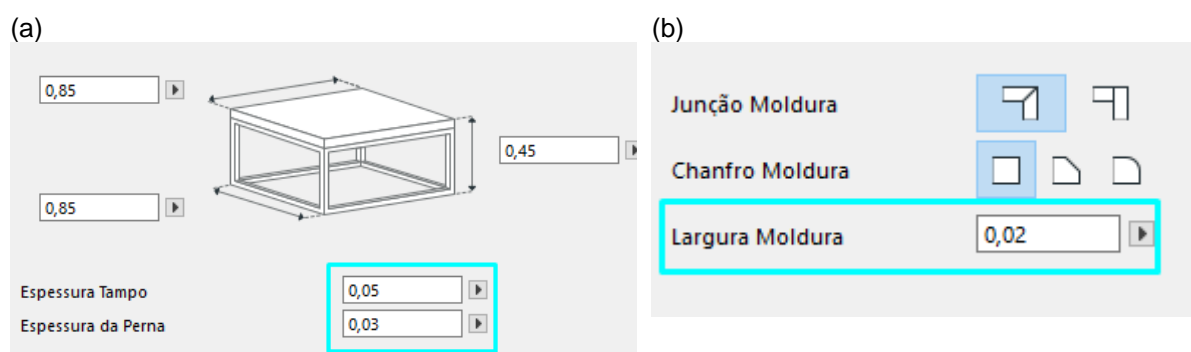 (a)
0,85
0,45
0,85
Espessura Tampo 0,05
Espessura da Perna 0,03
(b)
Junção Moldura
Chanfro Moldura
Largura Moldura 0,02